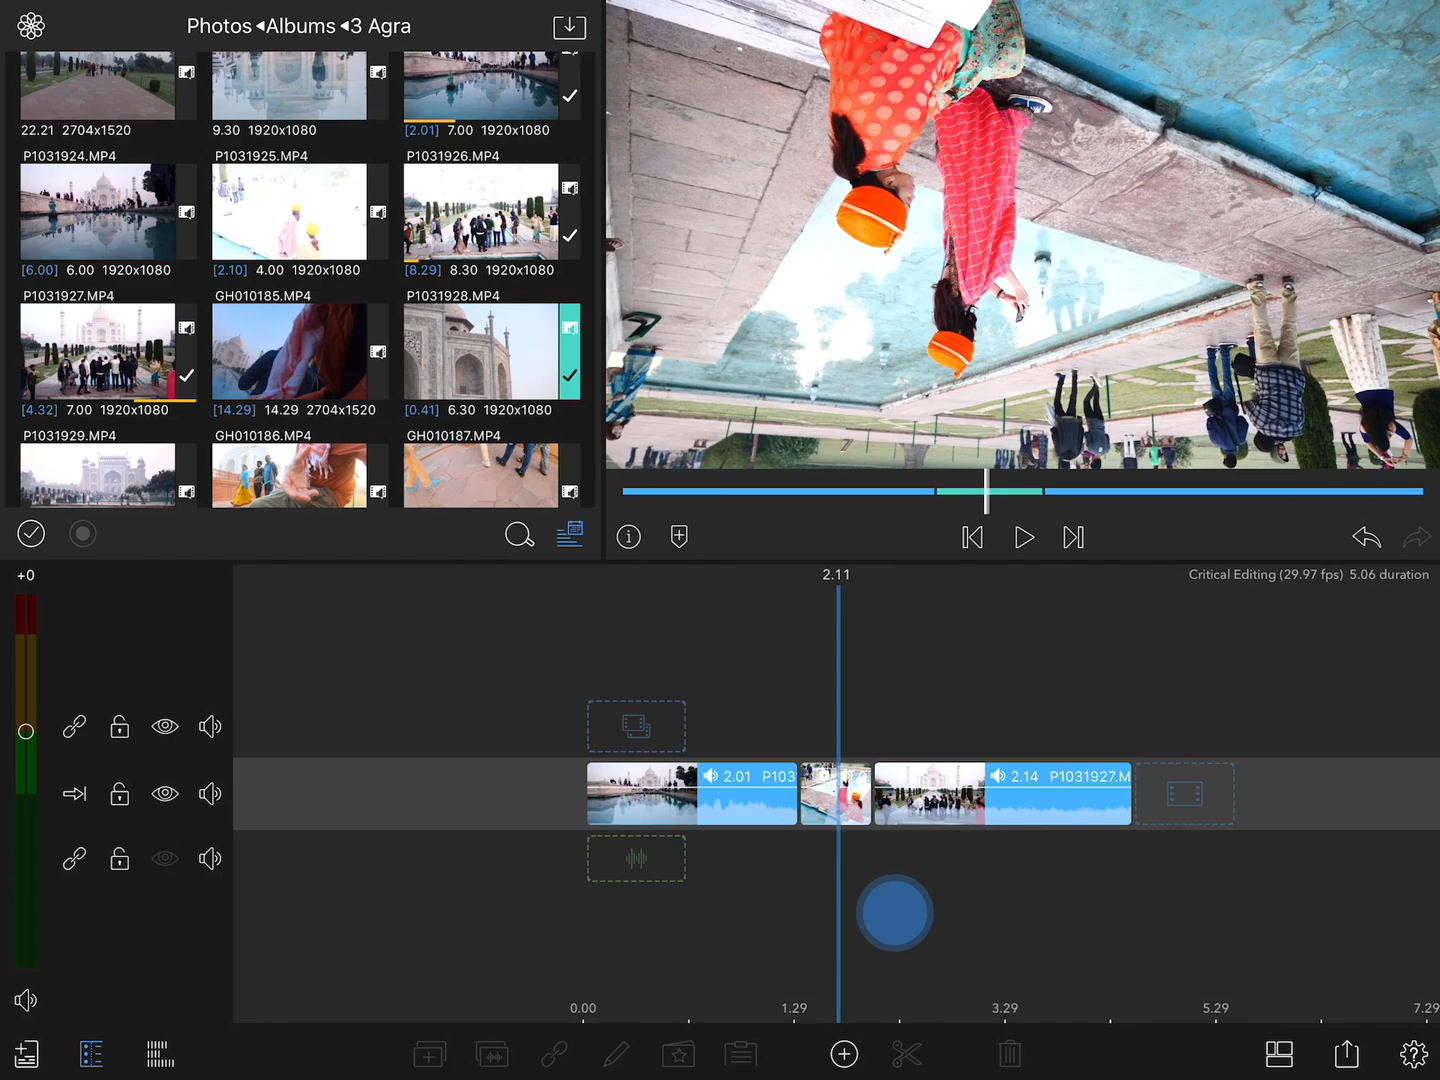 Photos ◂Albums ◂3 Agra
22.21 2704x1520
9.30 1920x1080
[2.01] 7.00 1920x1080
P1031924.MP4
P1031925.MP4
P1031926.MP4
[6.00] 6.00 1920x1080
[2.10] 4.00 1920x1080
[8.29] 8.30 1920x1080
P1031927.MP4
GH010185.MP4
P1031928.MP4
[4.32] 7.00 1920x1080
[14.29] 14.29 2704x1520
[0.41] 6.30 1920x1080
P1031929.MP4
GH010186.MP4
GH010187.MP4
+0
2.11
Critical Editing (29.97 fps) 5.06 duration
2.01 P103
2.14 P1031927.M
0.00
1.29
3.29
5.29
7.29